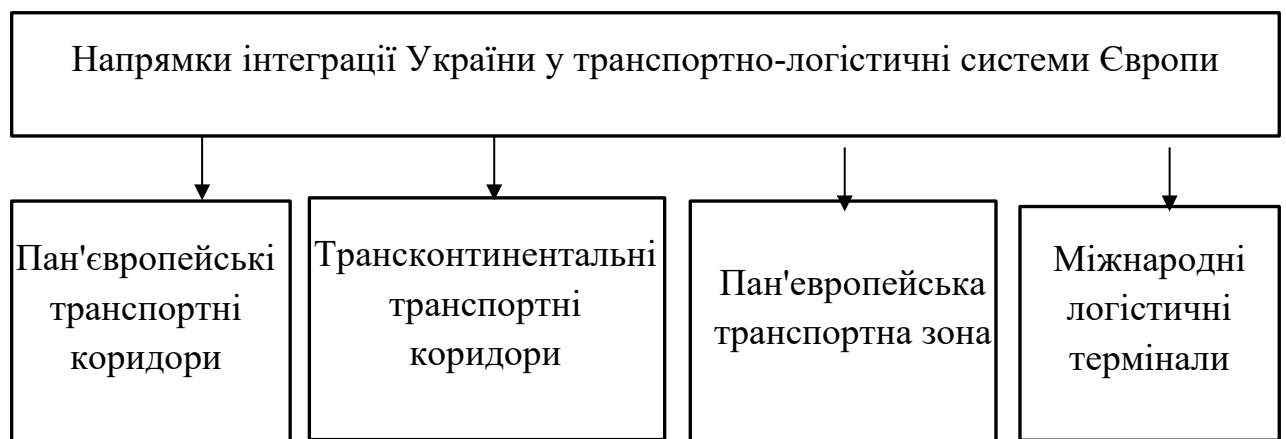 Напрямки інтеграції України у транспортно-логістичні системи Європи
Пан'європейські
транспортні
коридори
Трансконтинентальні
транспортні
коридори
Пан'европейська
транспортна зона
Міжнародні
логістичні
термінали